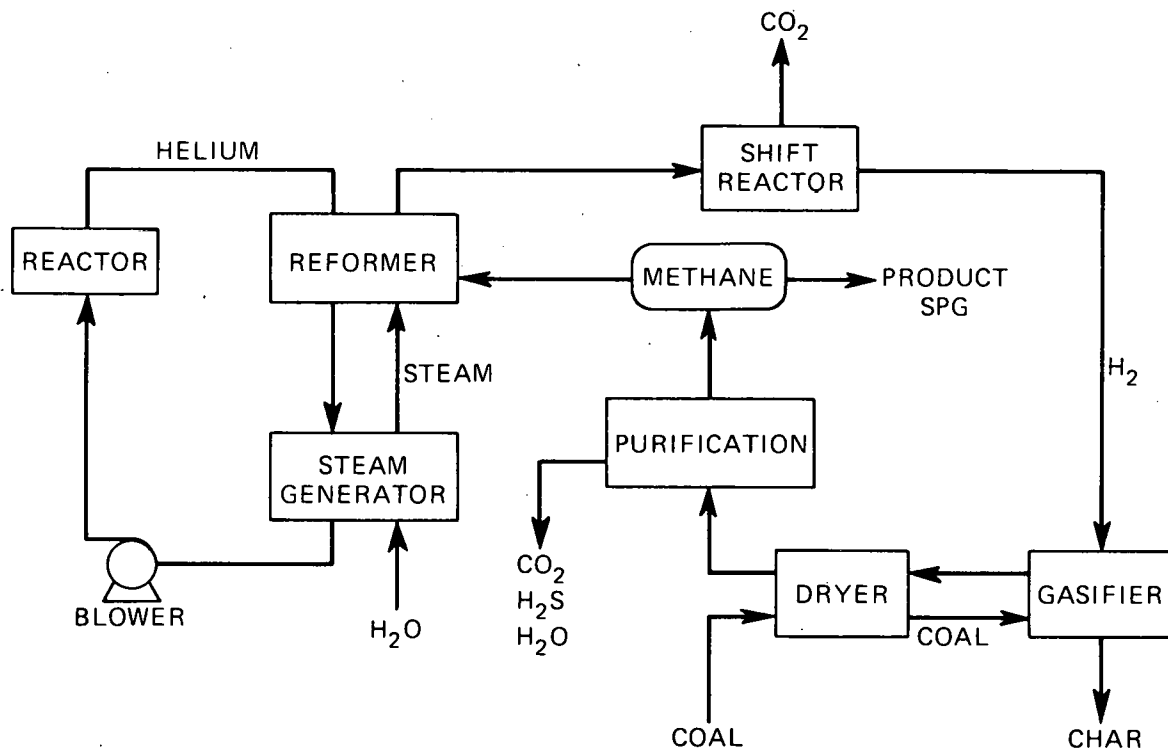 CO₂
HELIUM
SHIFT
REACTOR
REACTOR
REFORMER
METHANE
PRODUCT
SPG
STEAM
H₂
PURIFICATION
STEAM
GENERATOR
CO₂
H₂S
H₂O
DRYER
GASIFIER
BLOWER
H₂O
COAL
COAL
CHAR